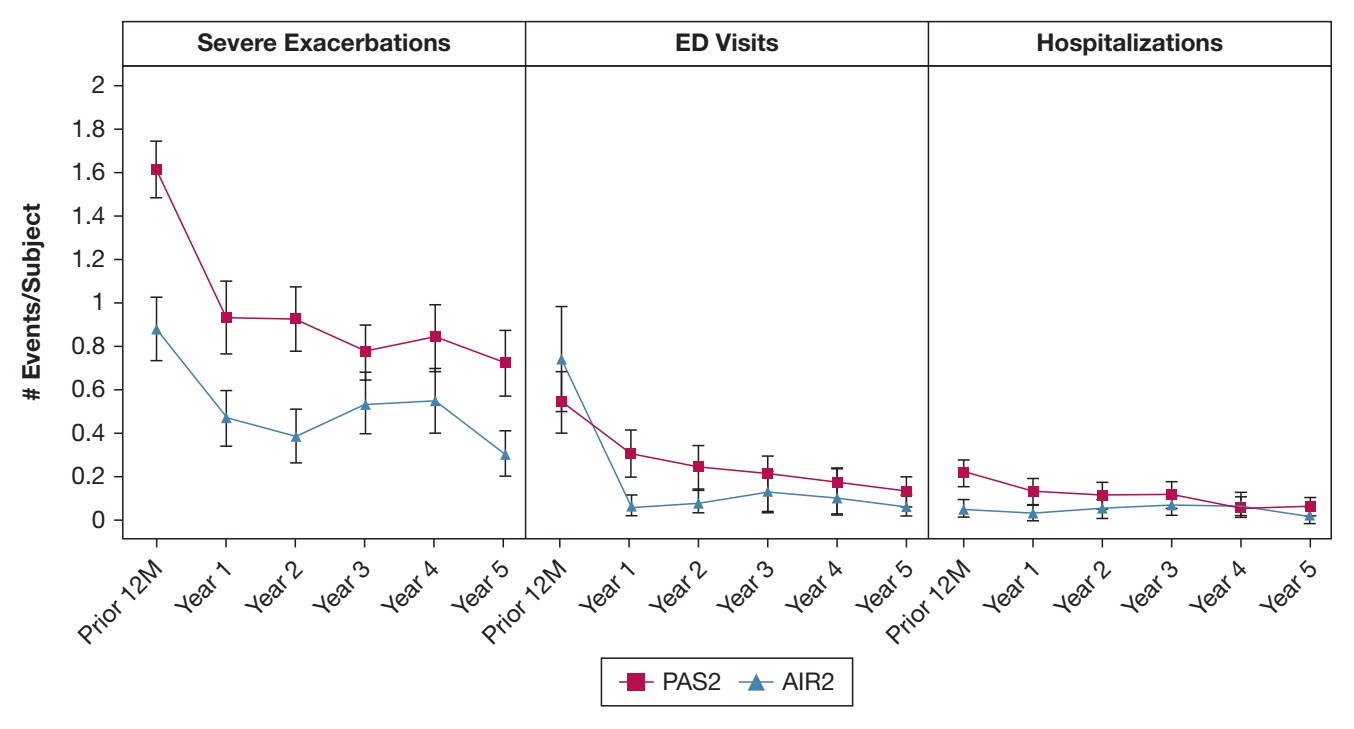 Severe Exacerbations
ED Visits
Hospitalizations
# Events/Subject
2
1.8
1.6
1.4
1.2
1
0.8
0.6
0.4
0.2
0
Prior 12M
Year 1
Year 2
Year 3
Year 4
Year 5
Prior 12M
Year 1
Year 2
Year 3
Year 4
Year 5
Prior 12M
Year 1
Year 2
Year 3
Year 4
Year 5
PAS2
AIR2